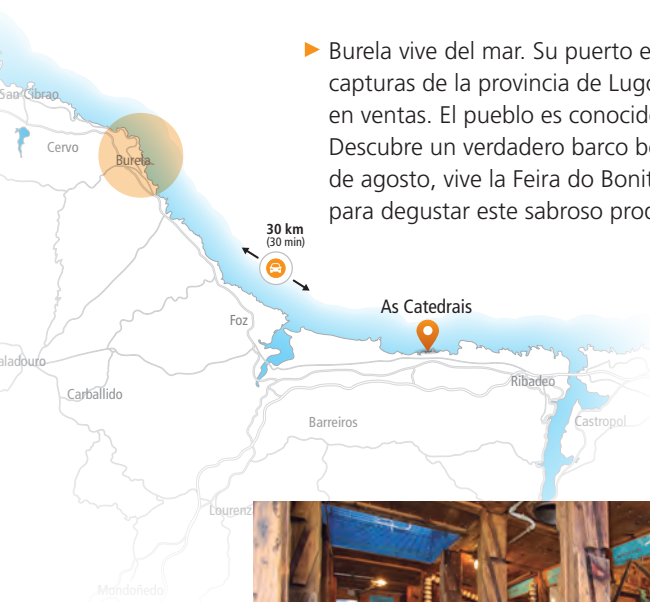 Burela vive del mar. Su puerto e
capturas de la provincia de Lugo
en ventas. El pueblo es conocido
Descubre un verdadero barco bo
de agosto, vive la Feira do Bonit
para degustar este sabroso prod
San Cibrao
Cervo
Burela
30 km
(30 min)
As Catedrais
Foz
aladouro
Carballido
Ribadeo
Barreiros
Castropol
Lourenz
Mondoñedo